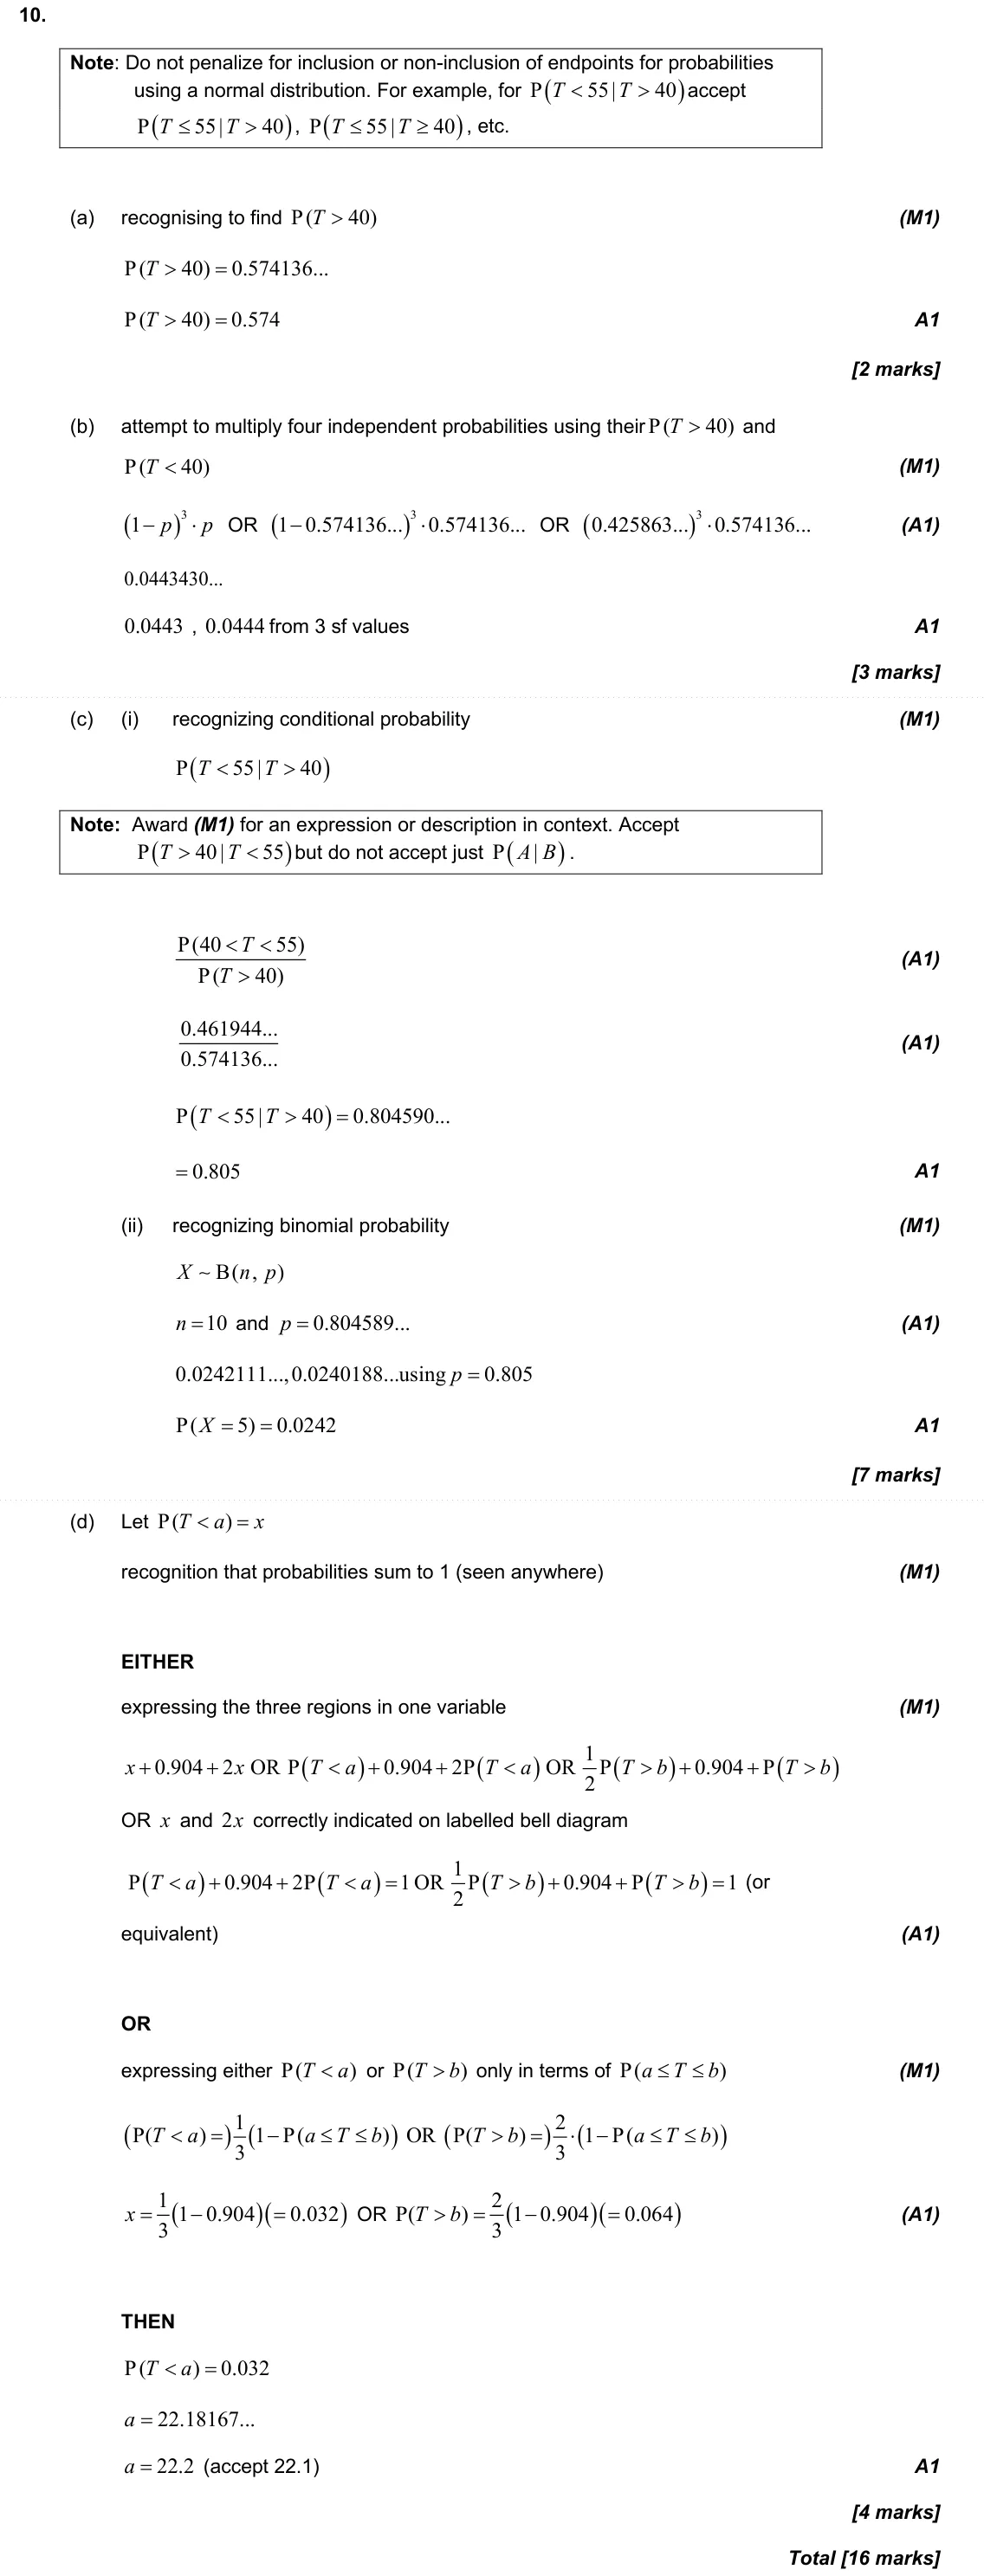 10.
Note: Do not penalize for inclusion or non-inclusion of endpoints for probabilities
using a normal distribution. For example, for P(T < 55 | T > 40) accept
P(T ≤ 55 | T > 40), P(T ≤ 55 | T ≥ 40), etc.
(a) recognising to find P(T > 40) (M1)
P(T > 40) = 0.574136...
P(T > 40) = 0.574 A1
[2 marks]
(b) attempt to multiply four independent probabilities using their P(T > 40) and
P(T < 40) (M1)
(1 − p)³ · p OR (1 − 0.574136...)³ · 0.574136... OR (0.425863...)³ · 0.574136... (A1)
0.0443430...
0.0443 , 0.0444 from 3 sf values A1
[3 marks]
(c) (i) recognizing conditional probability (M1)
P(T < 55 | T > 40)
Note: Award (M1) for an expression or description in context. Accept
P(T > 40 | T < 55) but do not accept just P(A | B).
P(40 < T < 55) / P(T > 40) (A1)
0.461944... / 0.574136... (A1)
P(T < 55 | T > 40) = 0.804590...
= 0.805 A1
(ii) recognizing binomial probability (M1)
X ~ B(n, p)
n = 10 and p = 0.804589... (A1)
0.0242111..., 0.0240188... using p = 0.805
P(X = 5) = 0.0242 A1
[7 marks]
(d) Let P(T < a) = x
recognition that probabilities sum to 1 (seen anywhere) (M1)
EITHER
expressing the three regions in one variable (M1)
x + 0.904 + 2x OR P(T < a) + 0.904 + 2P(T < a) OR 1/2 P(T > b) + 0.904 + P(T > b)
OR x and 2x correctly indicated on labelled bell diagram
P(T < a) + 0.904 + 2P(T < a) = 1 OR 1/2 P(T > b) + 0.904 + P(T > b) = 1 (or
equivalent) (A1)
OR
expressing either P(T < a) or P(T > b) only in terms of P(a ≤ T ≤ b) (M1)
(P(T < a) =) 1/3 (1 − P(a ≤ T ≤ b)) OR (P(T > b) =) 2/3 · (1 − P(a ≤ T ≤ b))
x = 1/3 (1 − 0.904)(= 0.032) OR P(T > b) = 2/3 (1 − 0.904)(= 0.064) (A1)
THEN
P(T < a) = 0.032
a = 22.18167...
a = 22.2 (accept 22.1) A1
[4 marks]
Total [16 marks]